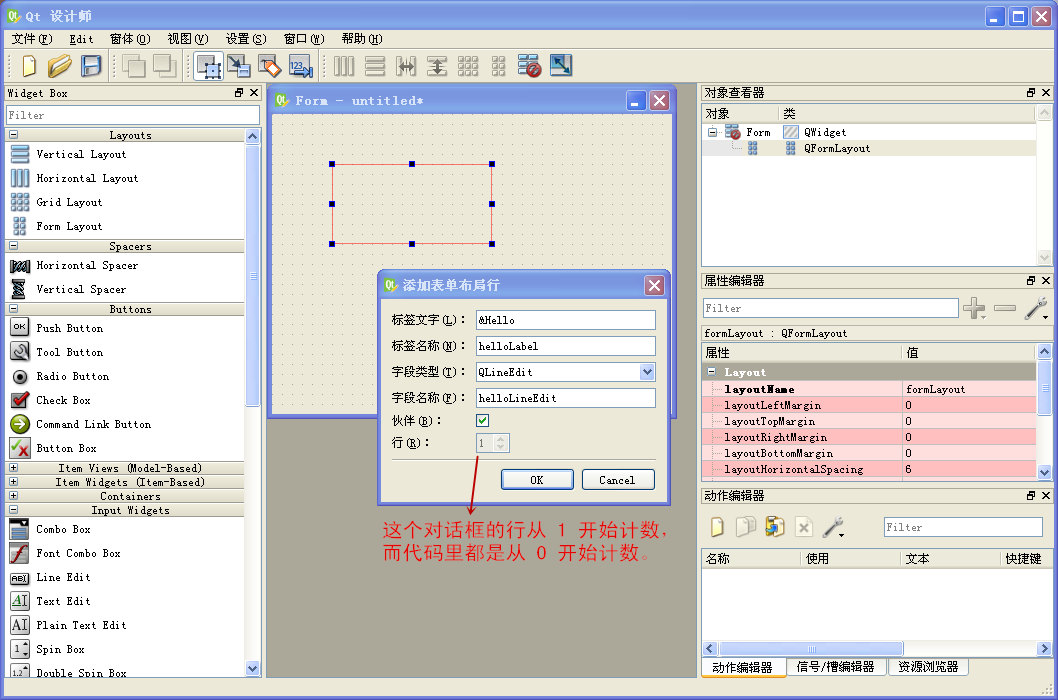 Qt 设计师
文件(F) Edit 窗体(O) 视图(V) 设置(S) 窗口(W) 帮助(H)
Widget Box
Filter
Layouts
Vertical Layout
Horizontal Layout
Grid Layout
Form Layout
Spacers
Horizontal Spacer
Vertical Spacer
Buttons
Push Button
Tool Button
Radio Button
Check Box
Command Link Button
Button Box
Item Views (Model-Based)
Item Widgets (Item-Based)
Containers
Input Widgets
Combo Box
Font Combo Box
Line Edit
Text Edit
Plain Text Edit
Spin Box
Double Spin Box
Form - untitled*
添加表单布局行
标签文字(L): &Hello
标签名称(N): helloLabel
字段类型(T): QLineEdit
字段名称(F): helloLineEdit
伙伴(B):
行(R): 1
OK Cancel
这个对话框的行从 1 开始计数,
而代码里都是从 0 开始计数。
对象查看器
对象 类
Form QWidget
QFormLayout
属性编辑器
Filter
formLayout : QFormLayout
属性 值
Layout
layoutName formLayout
layoutLeftMargin 0
layoutTopMargin 0
layoutRightMargin 0
layoutBottomMargin 0
layoutHorizontalSpacing 6
动作编辑器
Filter
名称 使用 文本 快捷键
动作编辑器 信号/槽编辑器 资源浏览器